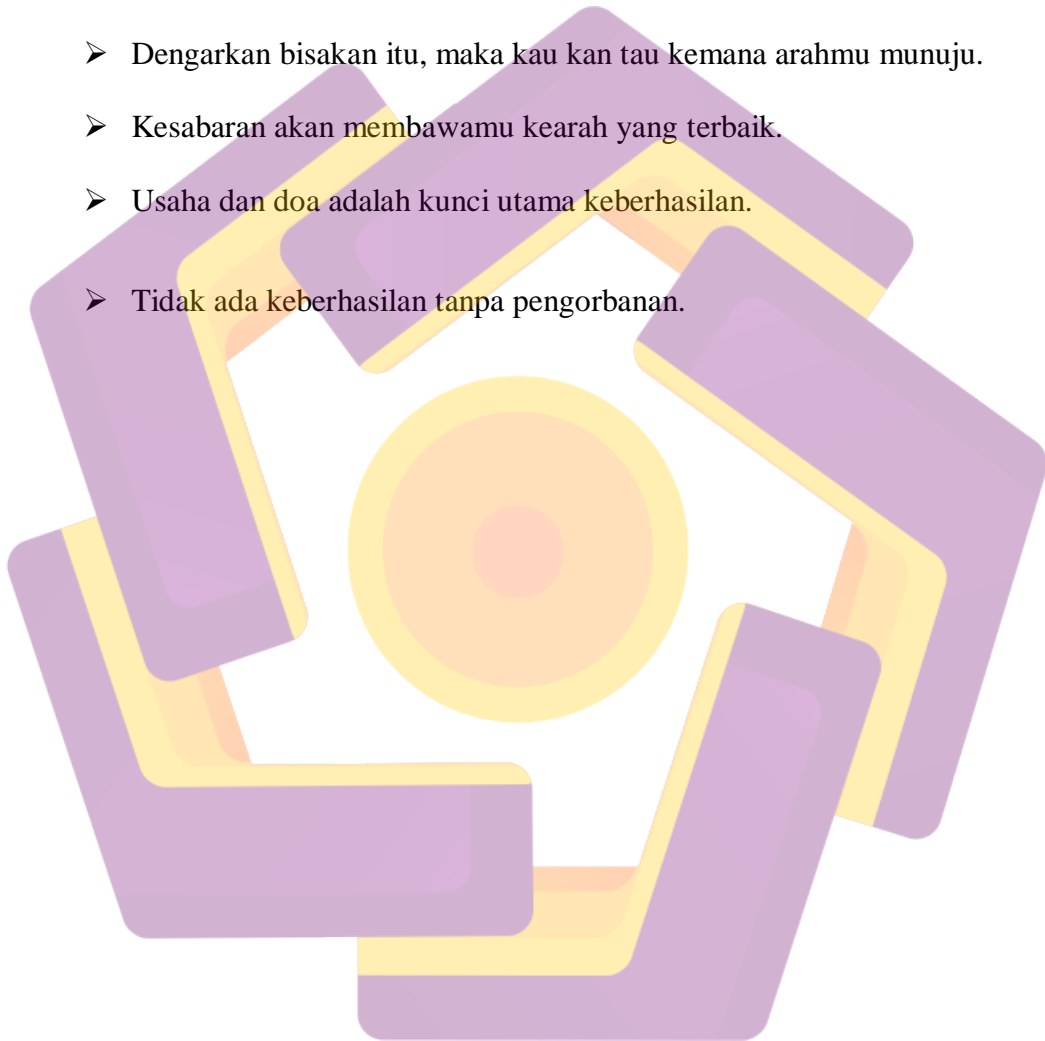 ➢ Dengarkan bisakan itu, maka kau kan tau kemana arahmu munuju.
➢ Kesabaran akan membawamu kearah yang terbaik.
➢ Usaha dan doa adalah kunci utama keberhasilan.
➢ Tidak ada keberhasilan tanpa pengorbanan.